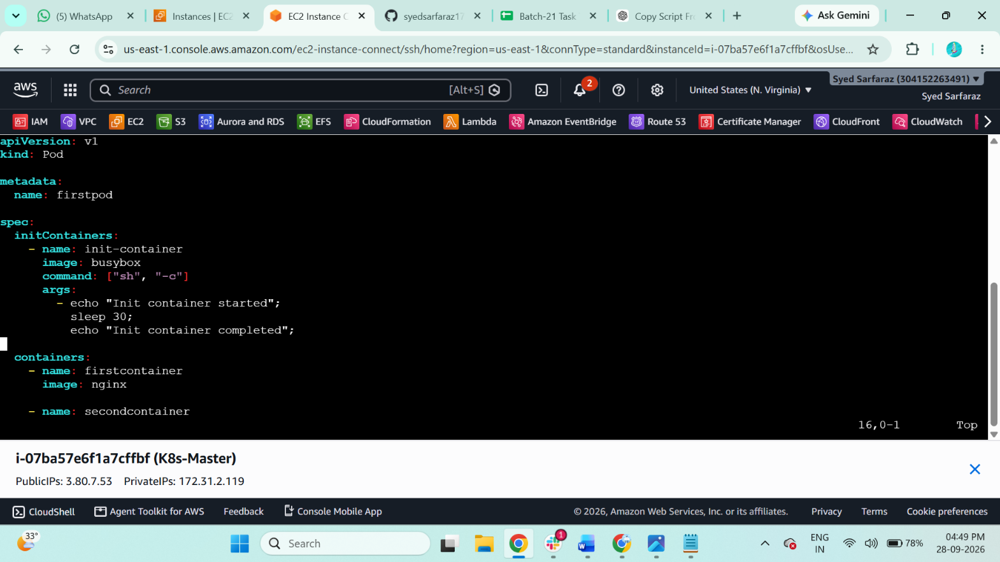 (5) WhatsApp
Instances | EC2
EC2 Instance C
syedsarfaraz17
Batch-21 Task
Copy Script Fro
Ask Gemini
us-east-1.console.aws.amazon.com/ec2-instance-connect/ssh/home?region=us-east-1&connType=standard&instanceId=i-07ba57e6f1a7cffbf&osUse...
aws
Search
[Alt+S]
2
United States (N. Virginia) ▼
Syed Sarfaraz (304152263491) ▼
Syed Sarfaraz
IAM
VPC
EC2
S3
Aurora and RDS
EFS
CloudFormation
Lambda
Amazon EventBridge
Route 53
Certificate Manager
CloudFront
CloudWatch
apiVersion: v1
kind: Pod
metadata:
  name: firstpod
spec:
  initContainers:
    - name: init-container
      image: busybox
      command: ["sh", "-c"]
      args:
        - echo "Init container started";
          sleep 30;
          echo "Init container completed";
  containers:
    - name: firstcontainer
      image: nginx
    - name: secondcontainer
16,0-1 Top
i-07ba57e6f1a7cffbf (K8s-Master)
PublicIPs: 3.80.7.53 PrivateIPs: 172.31.2.119
CloudShell
Agent Toolkit for AWS
Feedback
Console Mobile App
© 2026, Amazon Web Services, Inc. or its affiliates.
Privacy
Terms
Cookie preferences
33°
Search
1
ENG
IN
78%
04:49 PM
28-09-2026